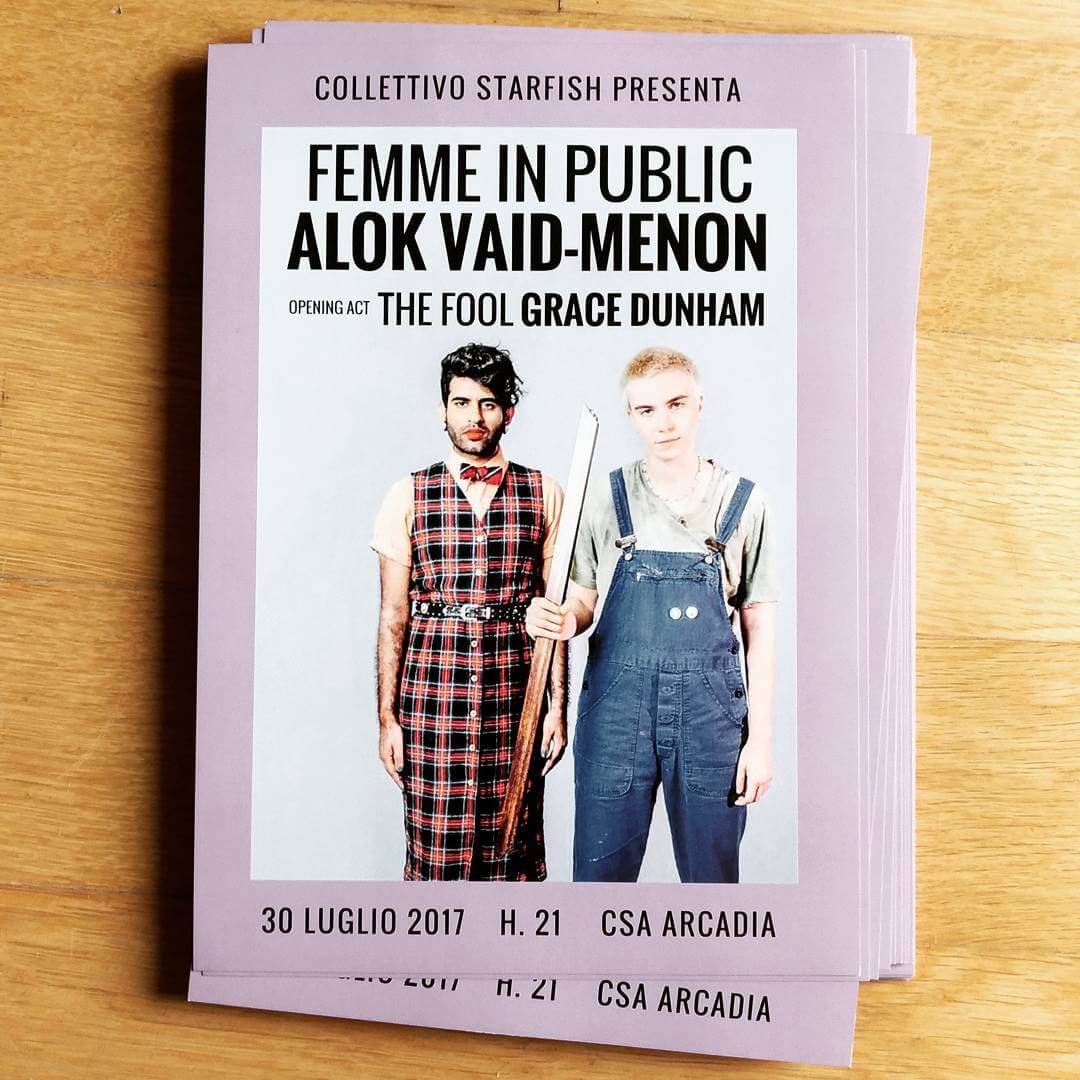 COLLETTIVO STARFISH PRESENTA
FEMME IN PUBLIC
ALOK VAID-MENON
OPENING ACT THE FOOL GRACE DUNHAM
30 LUGLIO 2017 H. 21 CSA ARCADIA
2017 H. 21 CSA ARCADIA